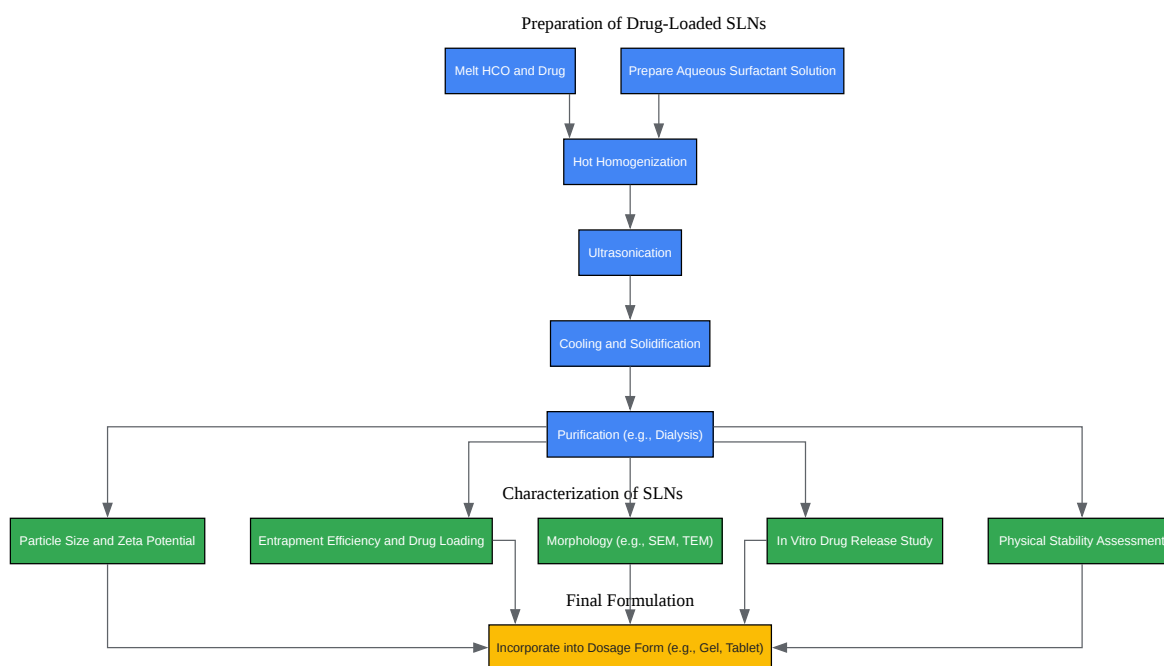 Preparation of Drug-Loaded SLNs
Melt HCO and Drug
Prepare Aqueous Surfactant Solution
Hot Homogenization
Ultrasonication
Cooling and Solidification
Purification (e.g., Dialysis)
Characterization of SLNs
Particle Size and Zeta Potential
Entrapment Efficiency and Drug Loading
Morphology (e.g., SEM, TEM)
In Vitro Drug Release Study
Physical Stability Assessment
Final Formulation
Incorporate into Dosage Form (e.g., Gel, Tablet)